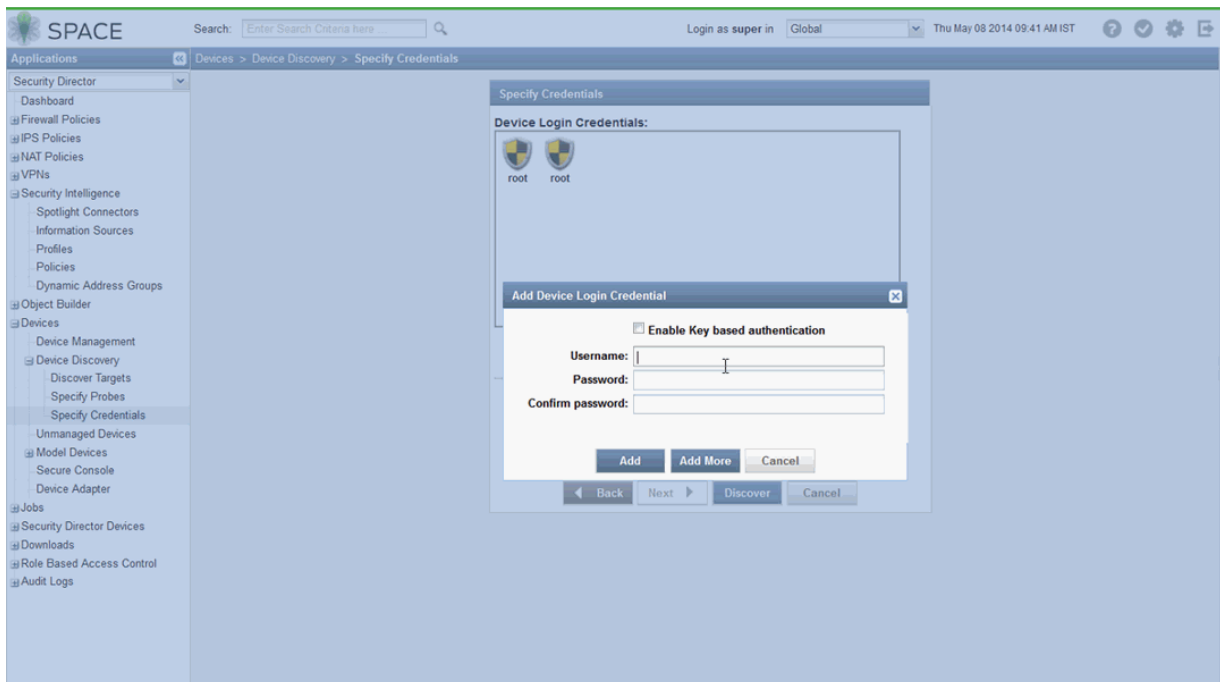 SPACE
Search: Enter Search Criteria here ...
Login as super in Global
Thu May 08 2014 09:41 AM IST
Applications
Devices > Device Discovery > Specify Credentials
Security Director
Dashboard
Firewall Policies
IPS Policies
NAT Policies
VPNs
Security Intelligence
Spotlight Connectors
Information Sources
Profiles
Policies
Dynamic Address Groups
Object Builder
Devices
Device Management
Device Discovery
Discover Targets
Specify Probes
Specify Credentials
Unmanaged Devices
Model Devices
Secure Console
Device Adapter
Jobs
Security Director Devices
Downloads
Role Based Access Control
Audit Logs
Specify Credentials
Device Login Credentials:
root root
Add Device Login Credential
Enable Key based authentication
Username:
Password:
Confirm password:
Add Add More Cancel
Back Next Discover Cancel